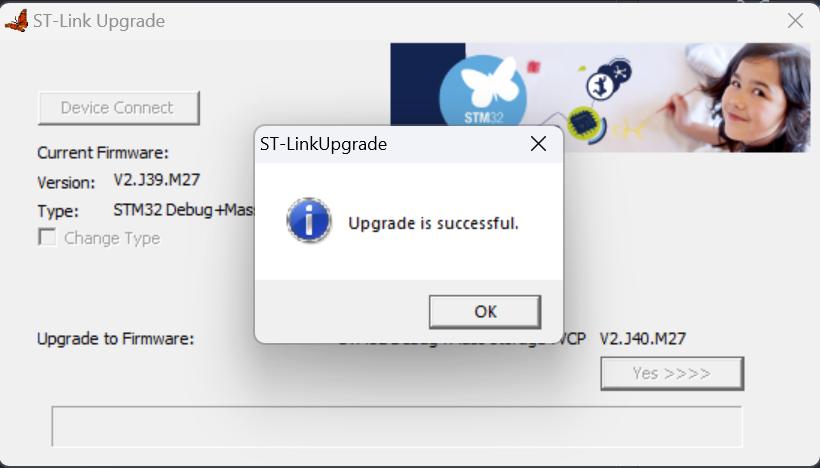 ST-Link Upgrade
Device Connect
STM32
Current Firmware:
Version: V2.J39.M27
Type: STM32 Debug+Mass
Change Type
ST-LinkUpgrade
Upgrade is successful.
OK
Upgrade to Firmware: VCP V2.J40.M27
Yes >>>>